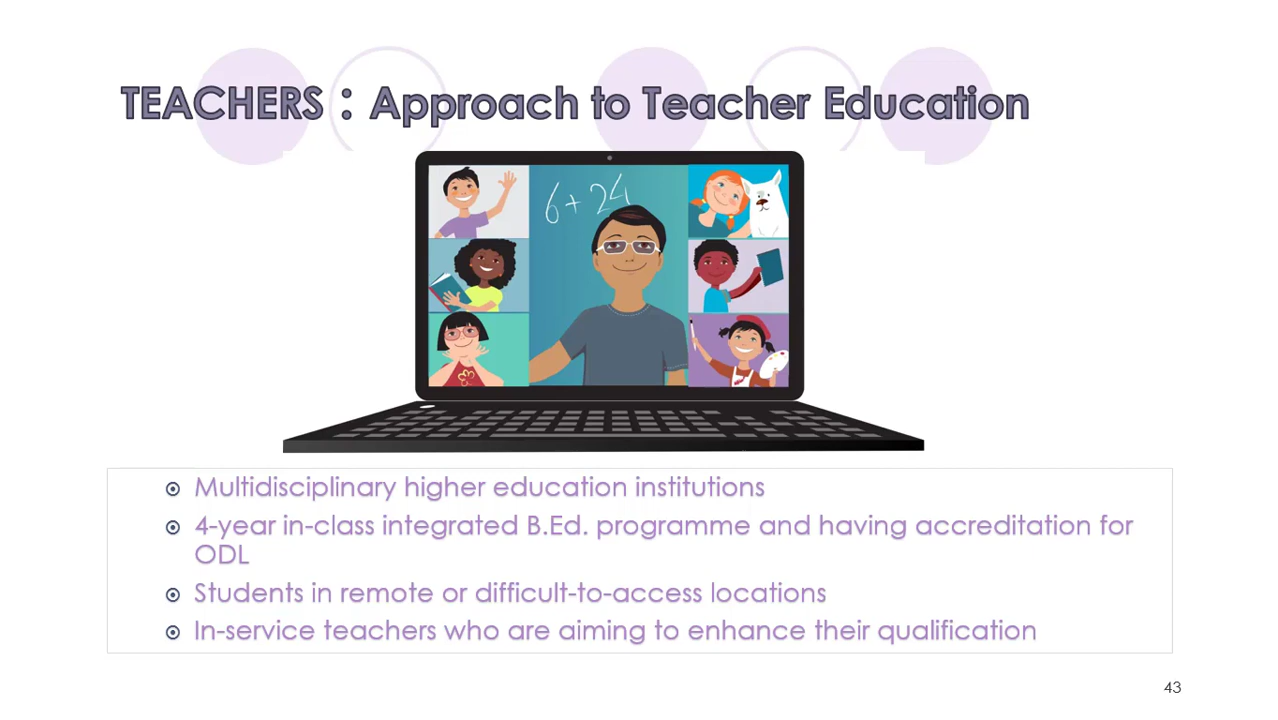 TEACHERS : Approach to Teacher Education
6+ 24
Multidisciplinary higher education institutions
4-year in-class integrated B.Ed. programme and having accreditation for
ODL
Students in remote or difficult-to-access locations
In-service teachers who are aiming to enhance their qualification
43